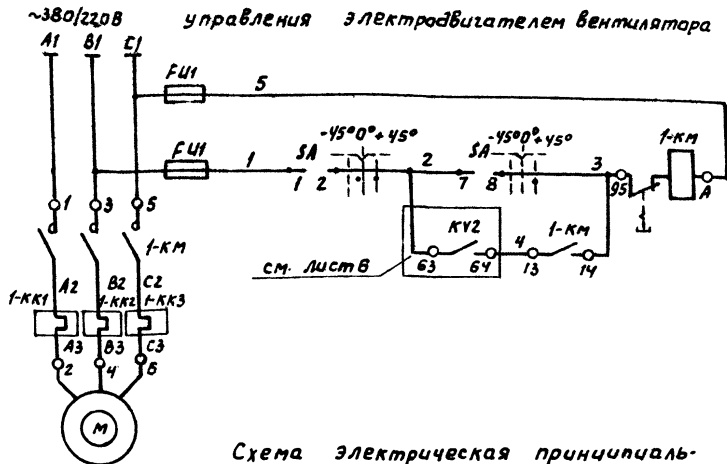 ~380/220В управления электродвигателем вентилятора
А1 В1 С1
FU1 5
-45° 0° +45° -45° 0° +45° 1-КМ
FU1 1 SA 2 SA 3
1 2 7 8 95 А
1 3 5
KV2 1-КМ
1-КМ
63 64 4 13 14
см. лист 6
А2 В2 С2
1-КК1 1-КК2 1-КК3
А3 В3 С3
2 4 6
М
Схема электрическая принципиаль-